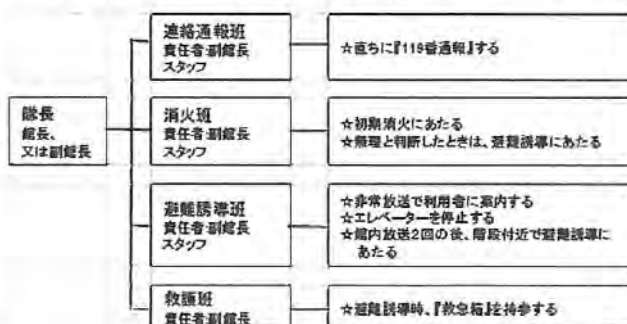 連絡通報班
責任者:副館長
スタッフ
☆直ちに『119番通報』する
隊長
館長、
又は副館長
消火班
責任者:副館長
スタッフ
☆初期消火にあたる
☆無理と判断したときは、避難誘導にあたる
避難誘導班
責任者:副館長
スタッフ
☆非常放送で利用者に案内する
☆エレベーターを停止する
☆館内放送2回の後、階段付近で避難誘導に
あたる
救護班
責任者:副館長
☆避難誘導時、『救急箱』を持参する